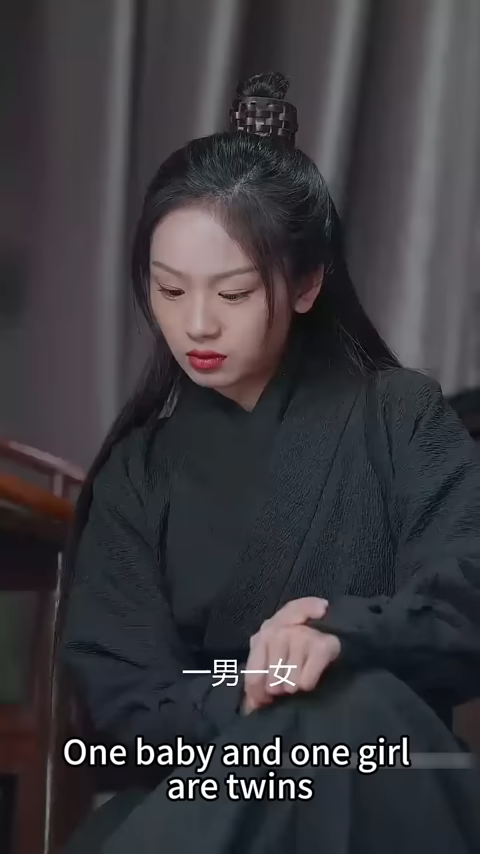 一男一女
One baby and one girl
are twins